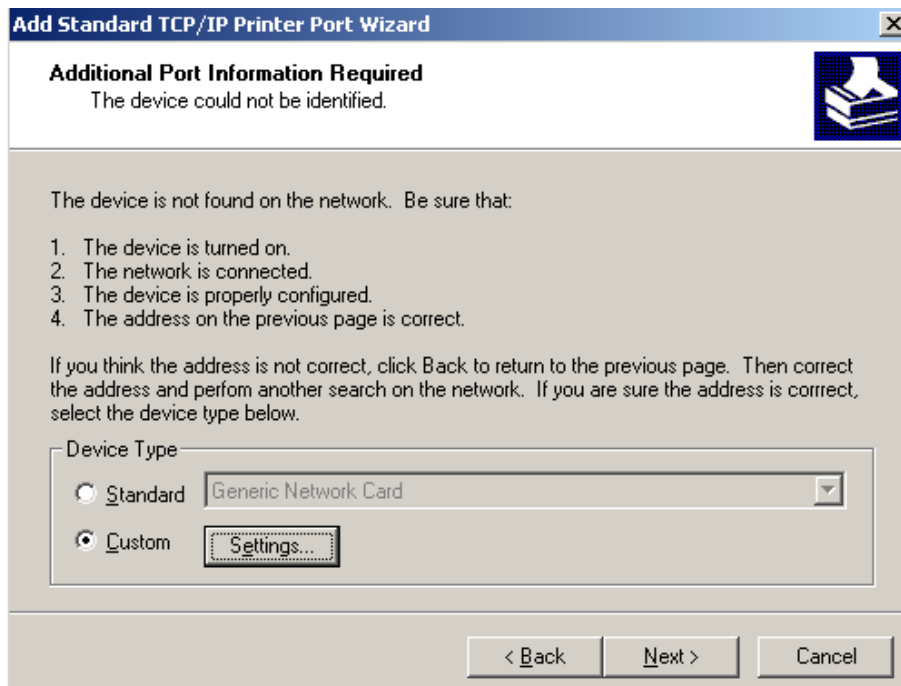 Add Standard TCP/IP Printer Port Wizard
Additional Port Information Required
The device could not be identified.
The device is not found on the network.  Be sure that:
1.  The device is turned on.
2.  The network is connected.
3.  The device is properly configured.
4.  The address on the previous page is correct.
If you think the address is not correct, click Back to return to the previous page.  Then correct
the address and perfom another search on the network.  If you are sure the address is corrrect,
select the device type below.
Device Type
Standard
Generic Network Card
Custom
Settings...
< Back
Next >
Cancel